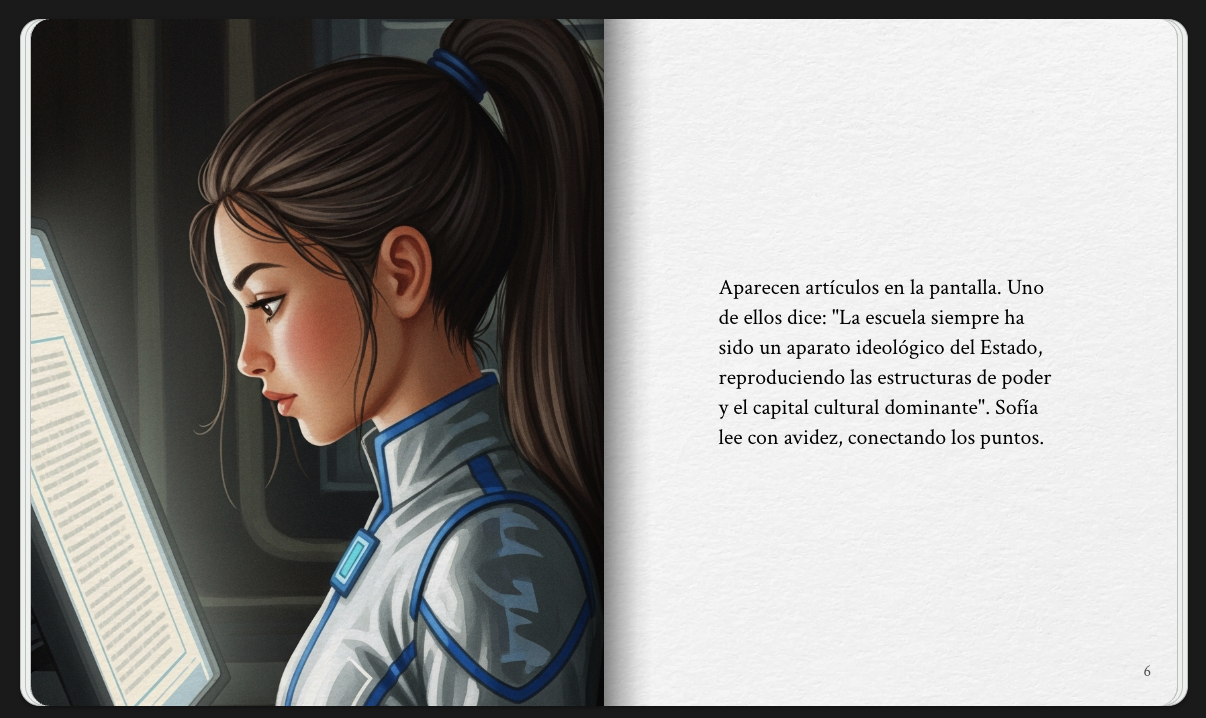 Aparecen artículos en la pantalla. Uno
de ellos dice: "La escuela siempre ha
sido un aparato ideológico del Estado,
reproduciendo las estructuras de poder
y el capital cultural dominante". Sofía
lee con avidez, conectando los puntos.
6